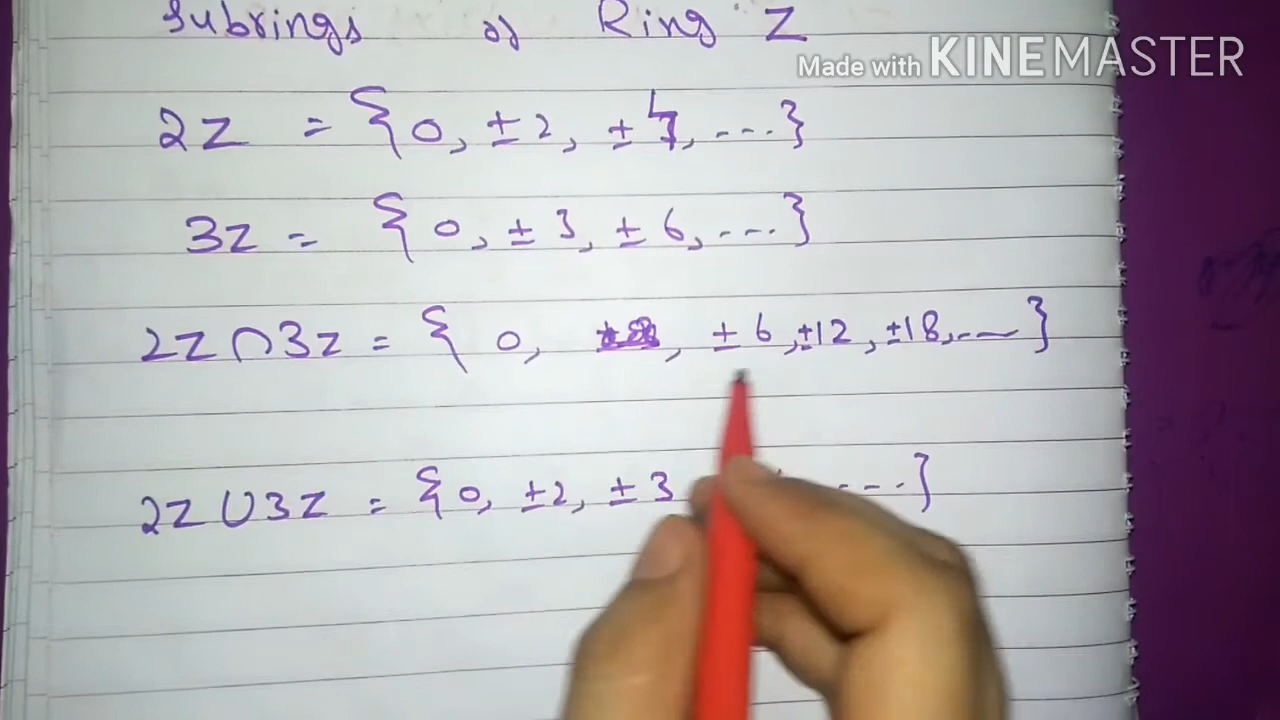 Subrings of Ring Z
Made with KINEMASTER
2Z = {0, ±2, ±4, ...}
3Z = {0, ±3, ±6, ...}
2Z ∩ 3Z = { 0, , ±6, ±12, ±18, ... }
2Z ∪ 3Z = {0, ±2, ±3 ...}